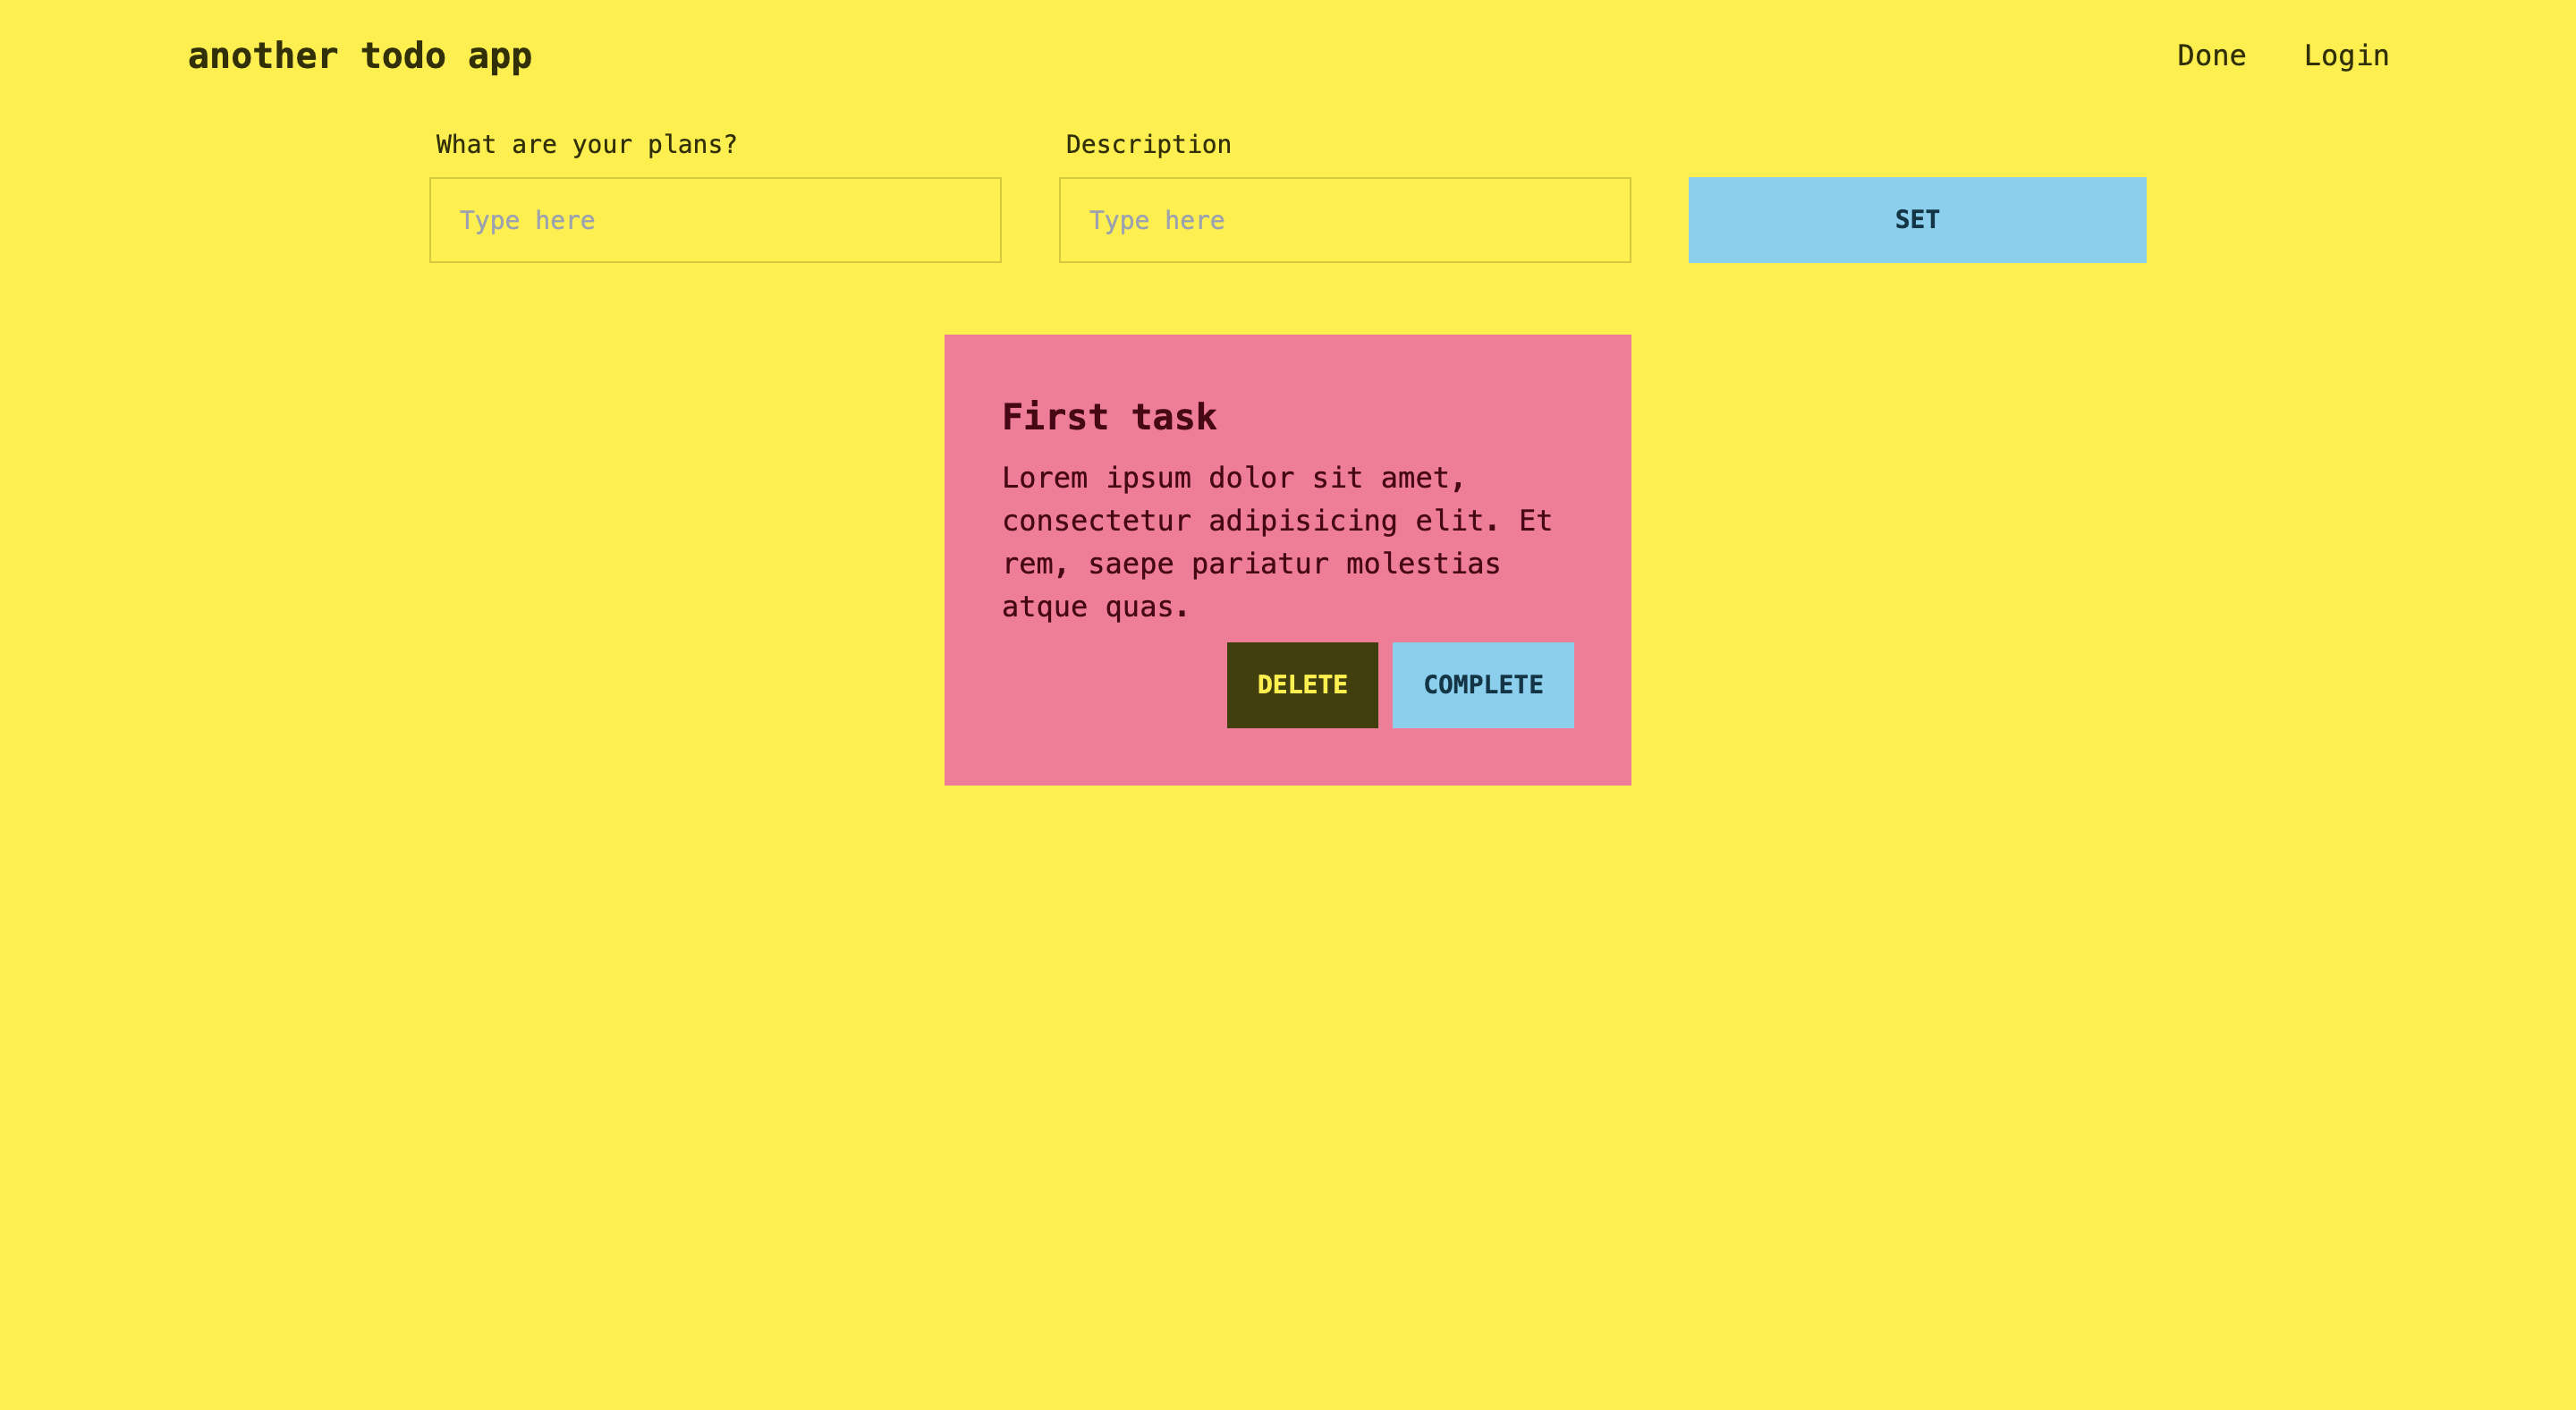 another todo app
Done
Login
What are your plans?
Description
Type here
Type here
SET
First task
Lorem ipsum dolor sit amet,
consectetur adipisicing elit. Et
rem, saepe pariatur molestias
atque quas.
DELETE
COMPLETE